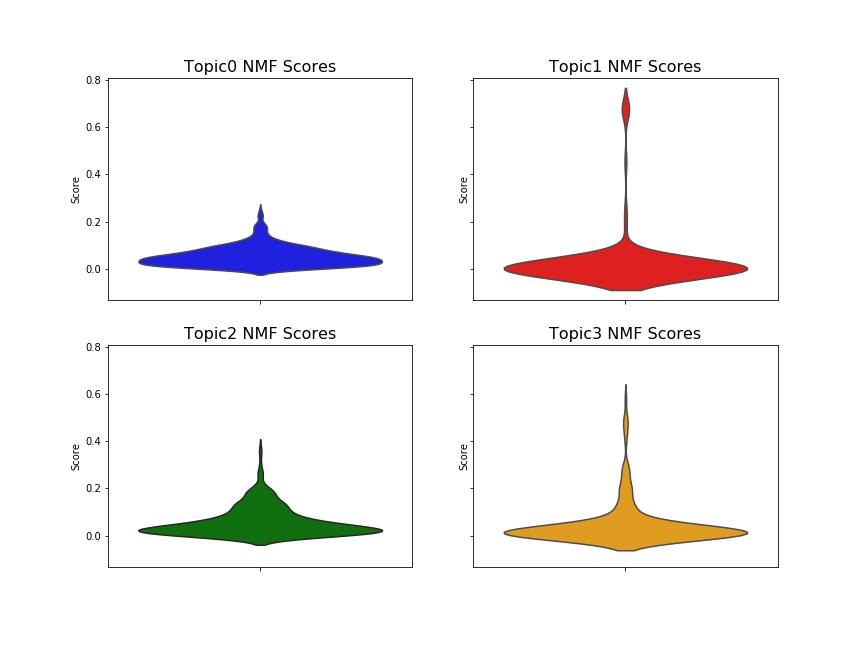 Topic0 NMF Scores
Topic1 NMF Scores
0.8
0.6
0.4
0.2
0.0
Score
Score
Topic2 NMF Scores
Topic3 NMF Scores
0.8
0.6
0.4
0.2
0.0
Score
Score